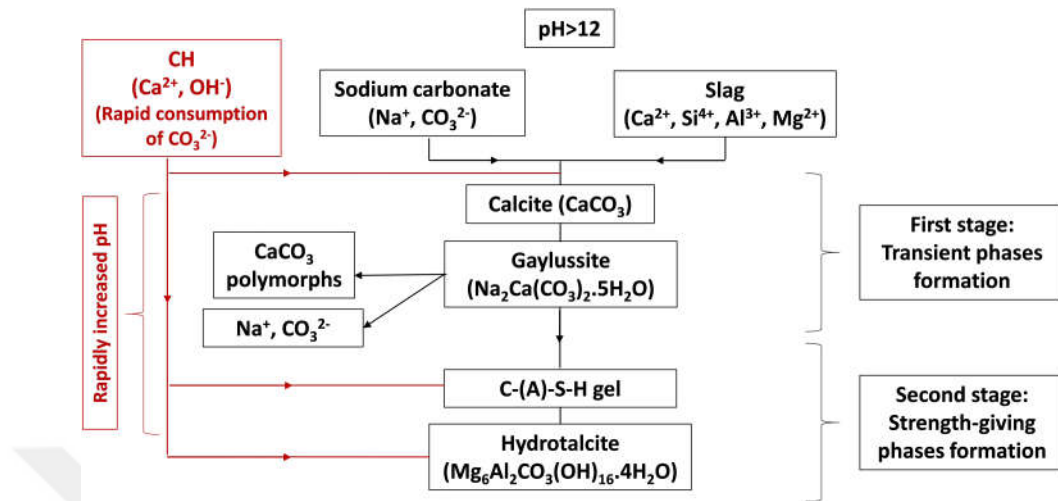 pH>12
CH
(Ca²⁺, OH⁻)
(Rapid consumption
of CO₃²⁻)
Sodium carbonate
(Na⁺, CO₃²⁻)
Slag
(Ca²⁺, Si⁴⁺, Al³⁺, Mg²⁺)
Rapidly increased pH
Calcite (CaCO₃)
CaCO₃
polymorphs
Gaylussite
(Na₂Ca(CO₃)₂.5H₂O)
Na⁺, CO₃²⁻
First stage:
Transient phases
formation
C-(A)-S-H gel
Hydrotalcite
(Mg₆Al₂CO₃(OH)₁₆.4H₂O)
Second stage:
Strength-giving
phases formation